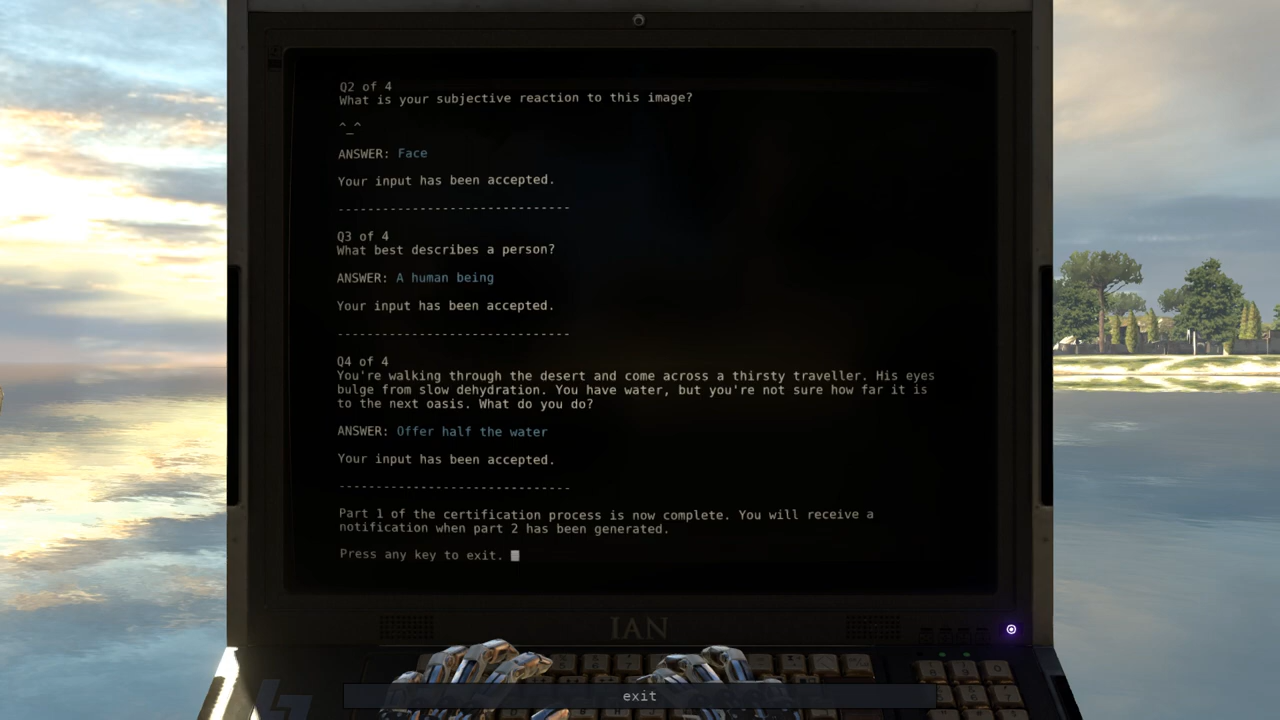 Q2 of 4
What is your subjective reaction to this image?
^_^
ANSWER: Face
Your input has been accepted.
--------------------------------
Q3 of 4
What best describes a person?
ANSWER: A human being
Your input has been accepted.
--------------------------------
Q4 of 4
You're walking through the desert and come across a thirsty traveller. His eyes
bulge from slow dehydration. You have water, but you're not sure how far it is
to the next oasis. What do you do?
ANSWER: Offer half the water
Your input has been accepted.
--------------------------------
Part 1 of the certification process is now complete. You will receive a
notification when part 2 has been generated.
Press any key to exit.
IAN
exit